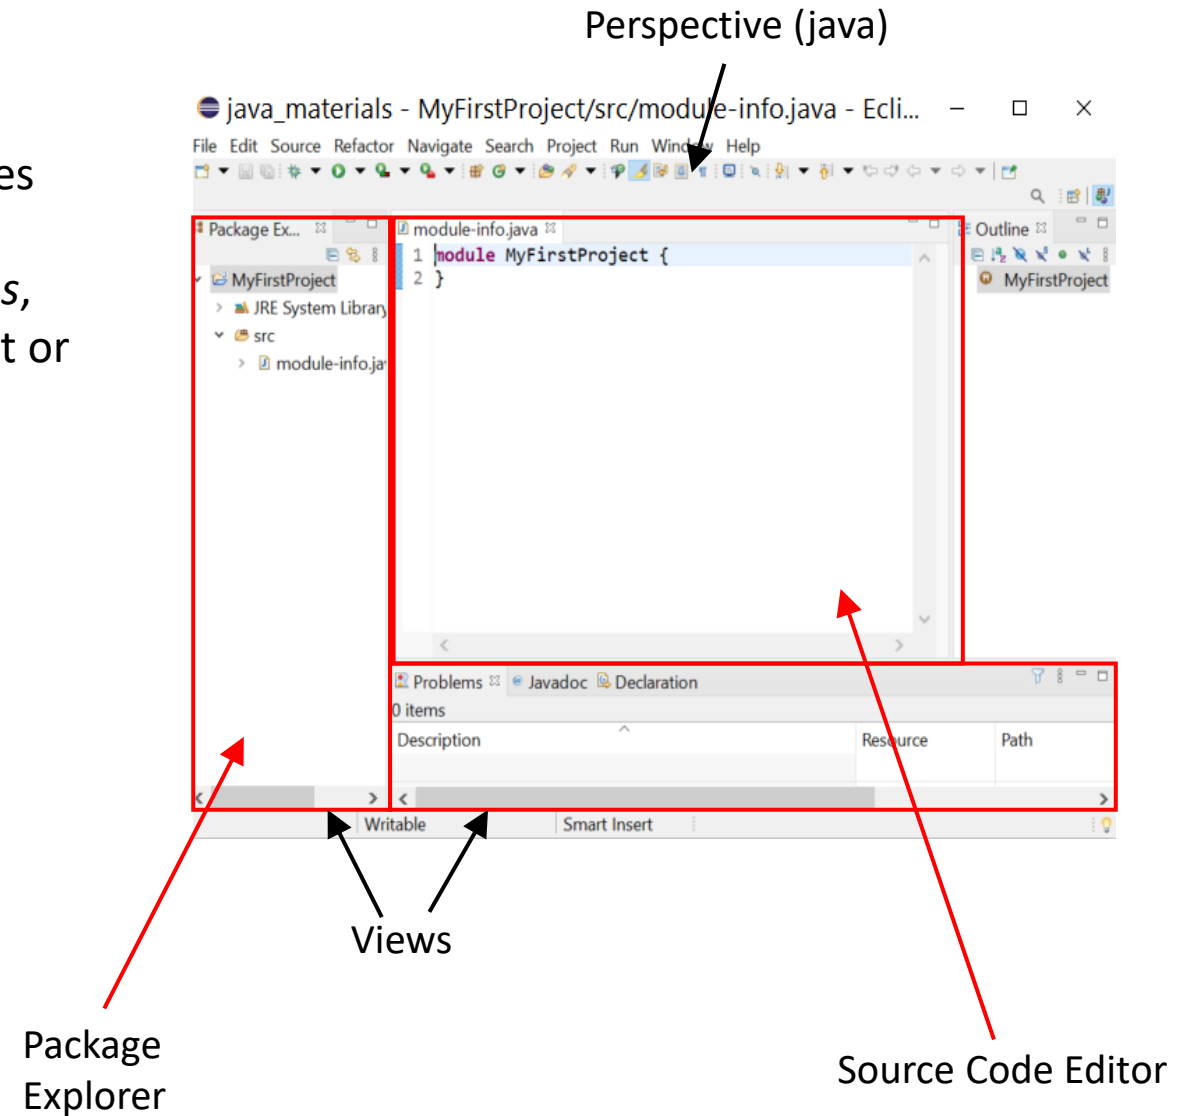 Perspective (java)
java_materials - MyFirstProject/src/module-info.java - Ecli...
File Edit Source Refactor Navigate Search Project Run Window Help
es
s,
t or
Package Ex...
module-info.java
Outline
1 module MyFirstProject {
2 }
MyFirstProject
JRE System Library
src
module-info.ja
MyFirstProject
Problems Javadoc Declaration
0 items
Description Resource Path
Writable Smart Insert
Views
Package
Explorer
Source Code Editor